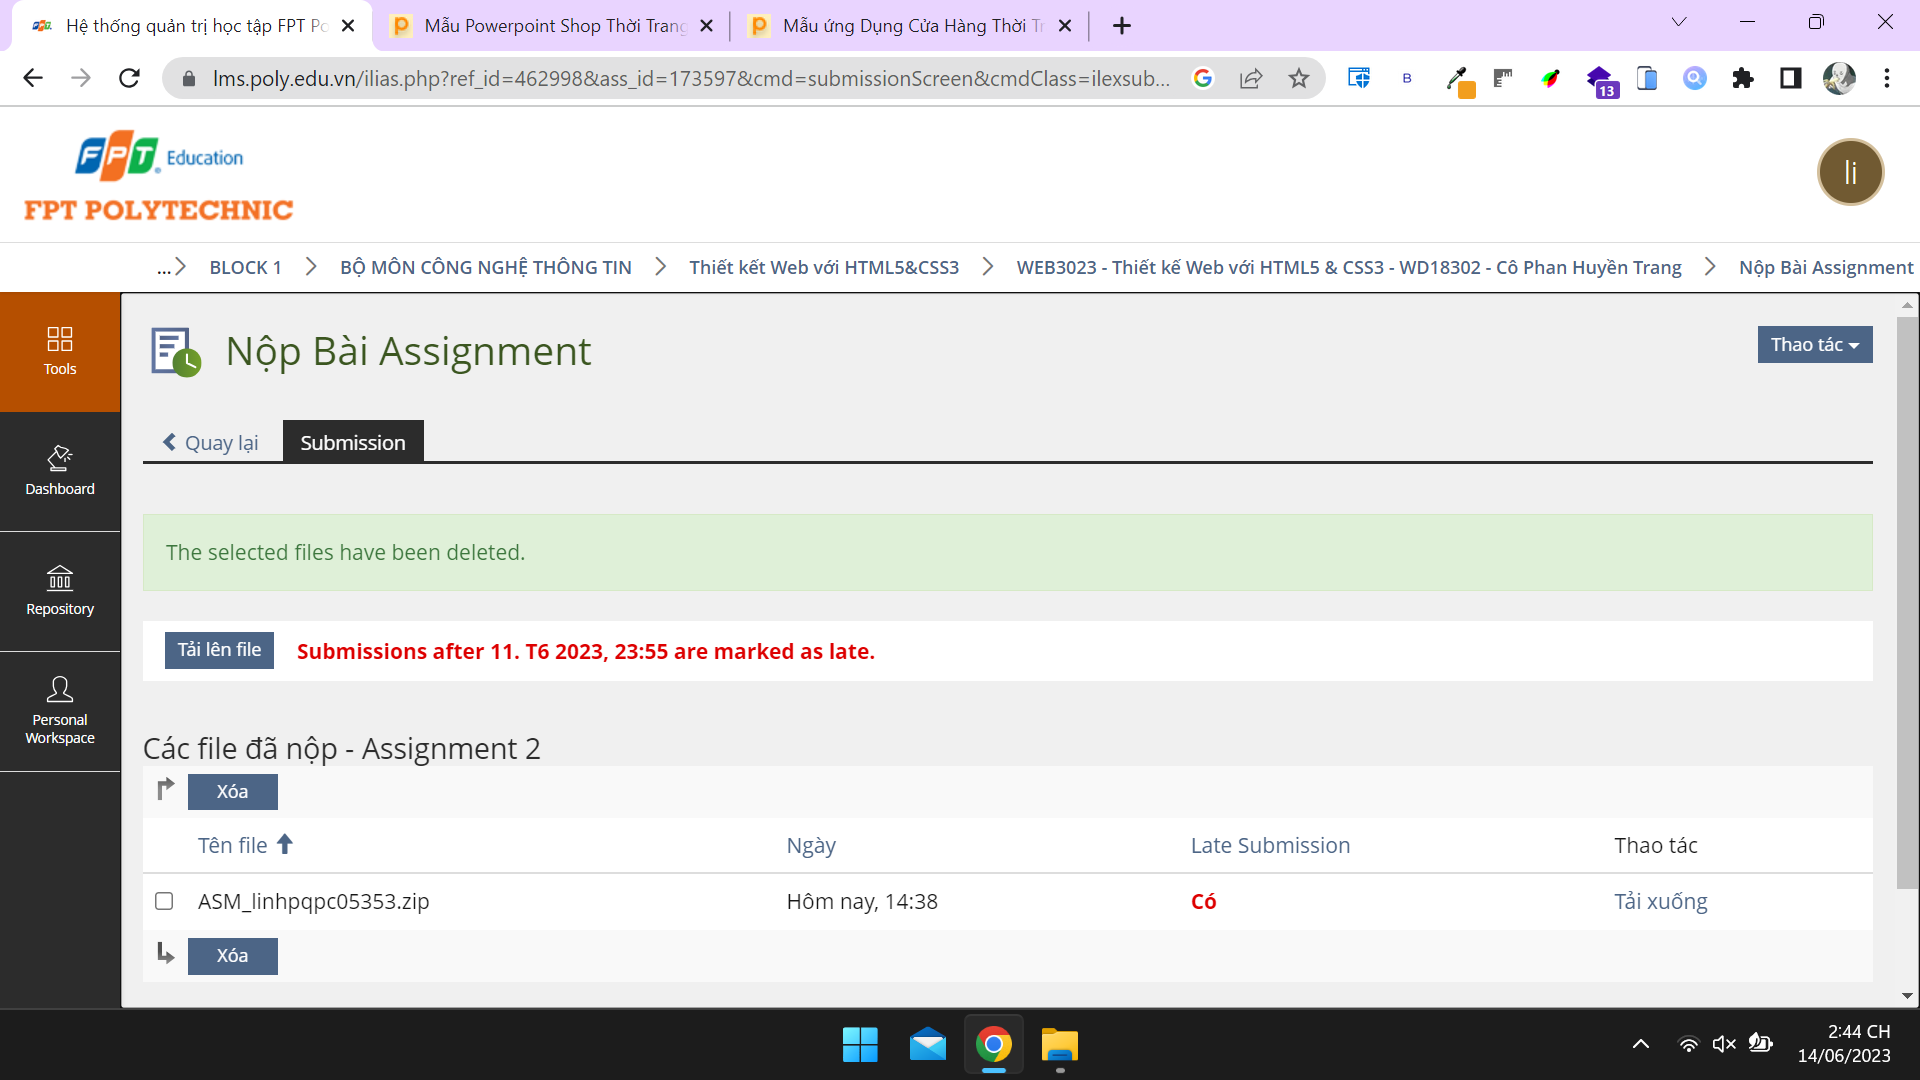 Hệ thống quản trị học tập FPT Po
Mẫu Powerpoint Shop Thời Trang
Mẫu ứng Dụng Cửa Hàng Thời Tr
lms.poly.edu.vn/ilias.php?ref_id=462998&ass_id=173597&cmd=submissionScreen&cmdClass=ilexsub...
B
13
FPT Education
FPT POLYTECHNIC
li
...
BLOCK 1
BỘ MÔN CÔNG NGHỆ THÔNG TIN
Thiết kết Web với HTML5&CSS3
WEB3023 - Thiết kế Web với HTML5 & CSS3 - WD18302 - Cô Phan Huyền Trang
Nộp Bài Assignment
Tools
Dashboard
Repository
Personal
Workspace
Nộp Bài Assignment
Thao tác
Quay lại
Submission
The selected files have been deleted.
Tải lên file
Submissions after 11. T6 2023, 23:55 are marked as late.
Các file đã nộp - Assignment 2
Xóa
Tên file
Ngày
Late Submission
Thao tác
ASM_linhpqpc05353.zip
Hôm nay, 14:38
Có
Tải xuống
Xóa
2:44 CH
14/06/2023